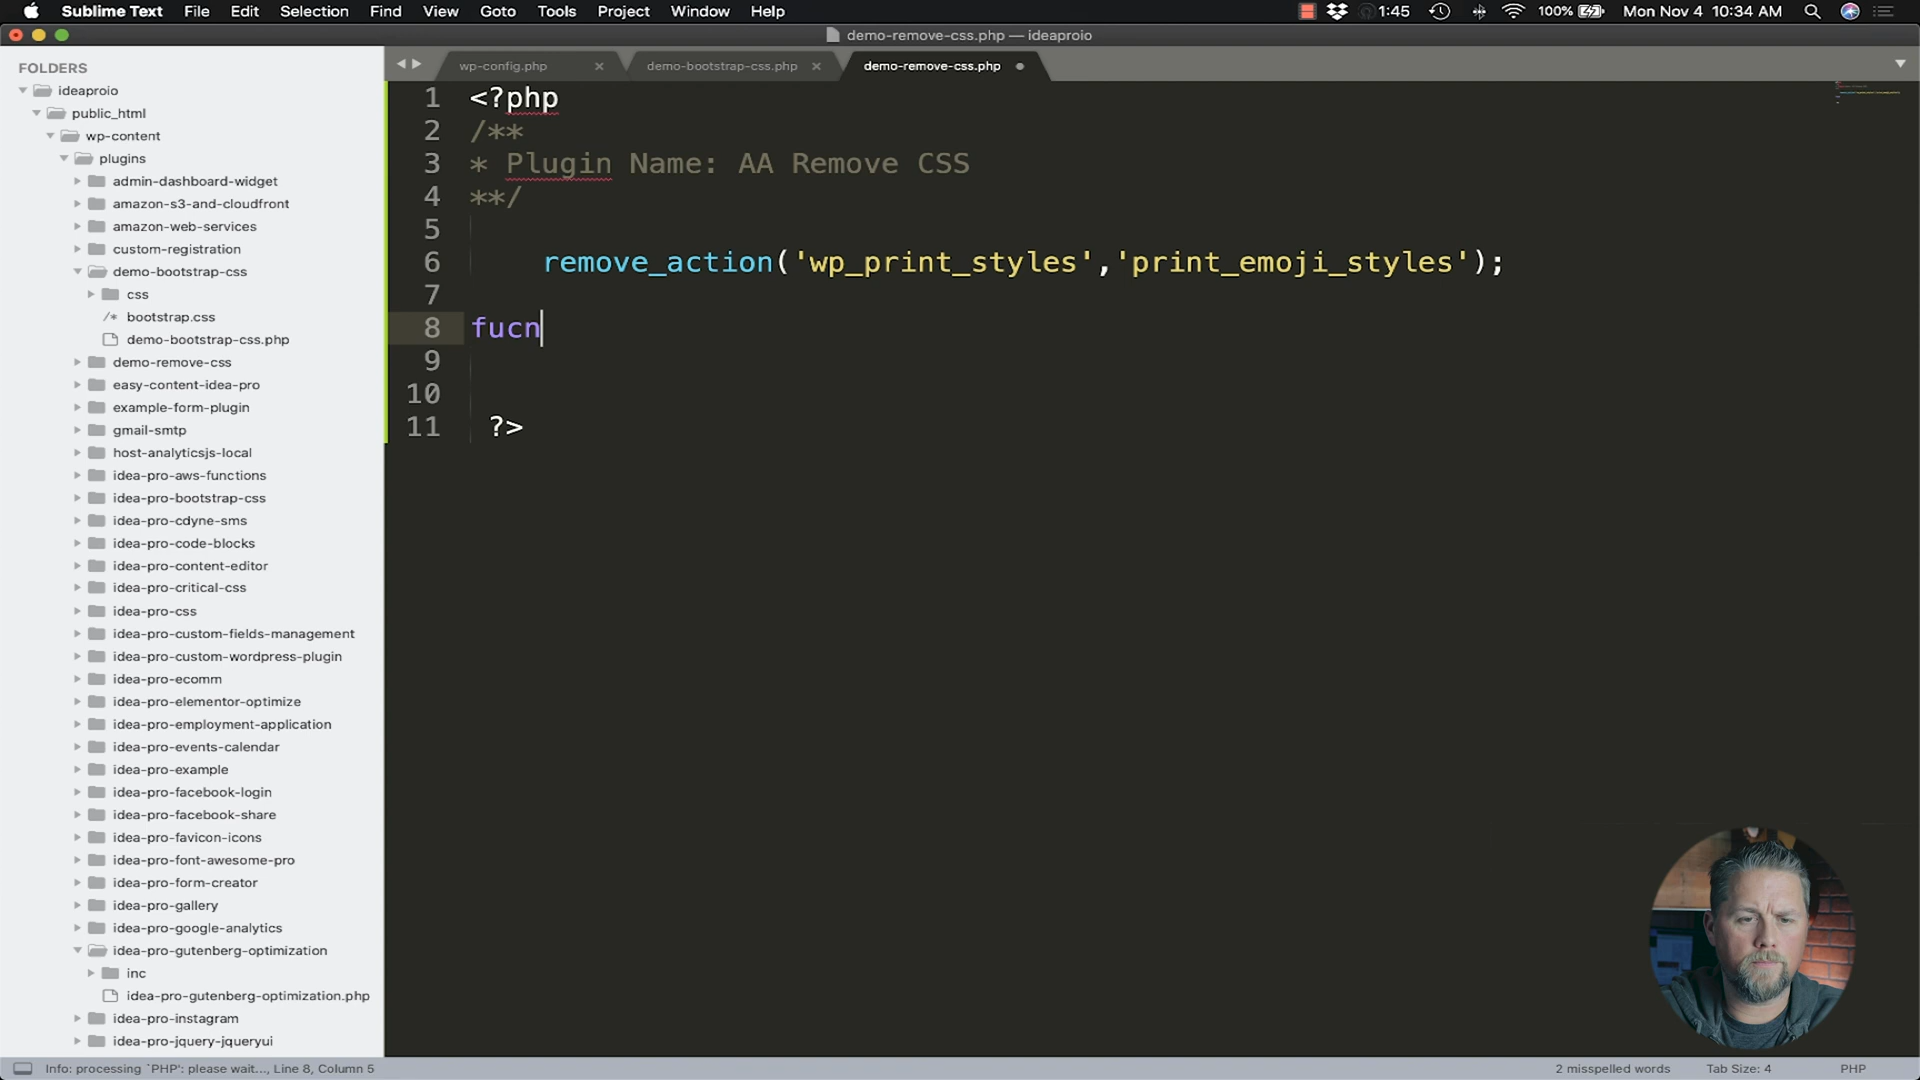 Sublime Text File Edit Selection Find View Goto Tools Project Window Help 1:45 100% Mon Nov 4 10:34 AM
demo-remove-css.php — ideaproio
FOLDERS
ideaproio
public_html
wp-content
plugins
admin-dashboard-widget
amazon-s3-and-cloudfront
amazon-web-services
custom-registration
demo-bootstrap-css
css
/* bootstrap.css
demo-bootstrap-css.php
demo-remove-css
easy-content-idea-pro
example-form-plugin
gmail-smtp
host-analyticsjs-local
idea-pro-aws-functions
idea-pro-bootstrap-css
idea-pro-cdyne-sms
idea-pro-code-blocks
idea-pro-content-editor
idea-pro-critical-css
idea-pro-css
idea-pro-custom-fields-management
idea-pro-custom-wordpress-plugin
idea-pro-ecomm
idea-pro-elementor-optimize
idea-pro-employment-application
idea-pro-events-calendar
idea-pro-example
idea-pro-facebook-login
idea-pro-facebook-share
idea-pro-favicon-icons
idea-pro-font-awesome-pro
idea-pro-form-creator
idea-pro-gallery
idea-pro-google-analytics
idea-pro-gutenberg-optimization
inc
idea-pro-gutenberg-optimization.php
idea-pro-instagram
idea-pro-jquery-jqueryui
wp-config.php demo-bootstrap-css.php demo-remove-css.php
1 <?php
2 /**
3 * Plugin Name: AA Remove CSS
4 **/
5
6 remove_action('wp_print_styles','print_emoji_styles');
7
8 fucn
9
10
11 ?>
Info: processing `PHP': please wait..., Line 8, Column 5 2 misspelled words Tab Size: 4 PHP